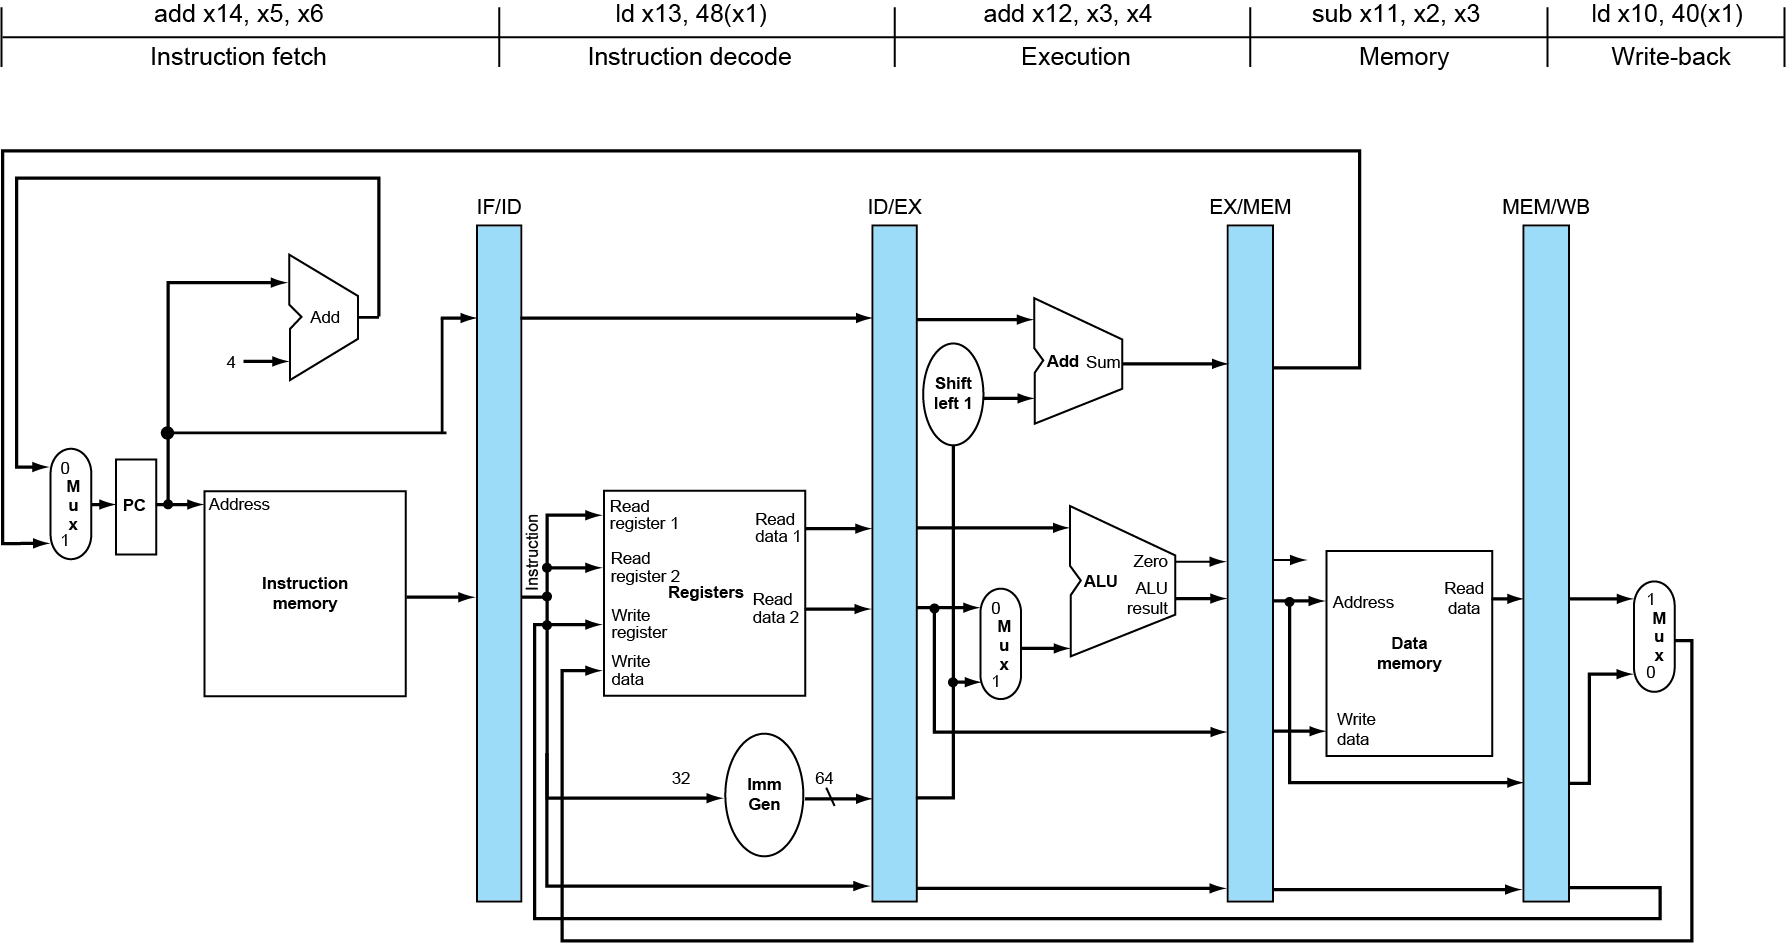 add x14, x5, x6
ld x13, 48(x1)
add x12, x3, x4
sub x11, x2, x3
ld x10, 40(x1)
Instruction fetch
Instruction decode
Execution
Memory
Write-back
IF/ID
ID/EX
EX/MEM
MEM/WB
Add
4
0
M
u
x
1
PC
Address
Instruction
memory
Instruction
Read
register 1
Read
register 2
Write
register
Write
data
Registers
Read
data 1
Read
data 2
32
Imm
Gen
64
Shift
left 1
Add Sum
0
M
u
x
1
ALU
Zero
ALU
result
Address
Write
data
Data
memory
Read
data
1
M
u
x
0